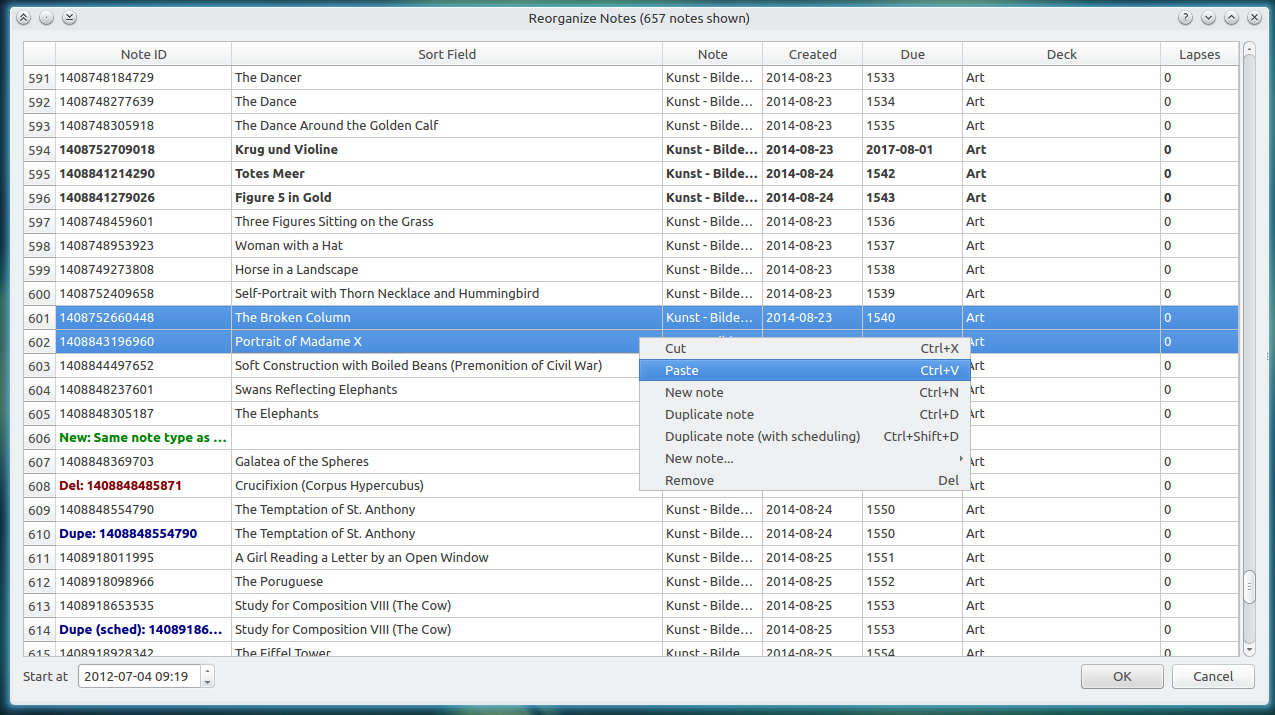 Reorganize Notes (657 notes shown)
Note ID Sort Field Note Created Due Deck Lapses
591 1408748184729 The Dancer Kunst - Bilde... 2014-08-23 1533 Art 0
592 1408748277639 The Dance Kunst - Bilde... 2014-08-23 1534 Art 0
593 1408748305918 The Dance Around the Golden Calf Kunst - Bilde... 2014-08-23 1535 Art 0
594 1408752709018 Krug und Violine Kunst - Bilde... 2014-08-23 2017-08-01 Art 0
595 1408841214290 Totes Meer Kunst - Bilde... 2014-08-24 1542 Art 0
596 1408841279026 Figure 5 in Gold Kunst - Bilde... 2014-08-24 1543 Art 0
597 1408748459601 Three Figures Sitting on the Grass Kunst - Bilde... 2014-08-23 1536 Art 0
598 1408748953923 Woman with a Hat Kunst - Bilde... 2014-08-23 1537 Art 0
599 1408749273808 Horse in a Landscape Kunst - Bilde... 2014-08-23 1538 Art 0
600 1408752409658 Self-Portrait with Thorn Necklace and Hummingbird Kunst - Bilde... 2014-08-23 1539 Art 0
601 1408752660448 The Broken Column Kunst - Bilde... 2014-08-23 1540 Art 0
602 1408843196960 Portrait of Madame X Art 0
603 1408844497652 Soft Construction with Boiled Beans (Premonition of Civil War) Art 0
604 1408848237601 Swans Reflecting Elephants Art 0
605 1408848305187 The Elephants Art 0
606 New: Same note type as ...
607 1408848369703 Galatea of the Spheres Art 0
608 Del: 1408848485871 Crucifixion (Corpus Hypercubus) Art 0
609 1408848554790 The Temptation of St. Anthony Kunst - Bilde... 2014-08-24 1550 Art 0
610 Dupe: 1408848554790 The Temptation of St. Anthony Kunst - Bilde... 2014-08-24 1550 Art 0
611 1408918011995 A Girl Reading a Letter by an Open Window Kunst - Bilde... 2014-08-25 1551 Art 0
612 1408918098966 The Poruguese Kunst - Bilde... 2014-08-25 1552 Art 0
613 1408918653535 Study for Composition VIII (The Cow) Kunst - Bilde... 2014-08-25 1553 Art 0
614 Dupe (sched): 14089186... Study for Composition VIII (The Cow) Kunst - Bilde... 2014-08-25 1553 Art 0
615 1408918928342 The Eiffel Tower Kunst - Bilde... 2014-08-25 1554 Art 0
Cut Ctrl+X
Paste Ctrl+V
New note Ctrl+N
Duplicate note Ctrl+D
Duplicate note (with scheduling) Ctrl+Shift+D
New note...
Remove Del
Start at 2012-07-04 09:19 OK Cancel